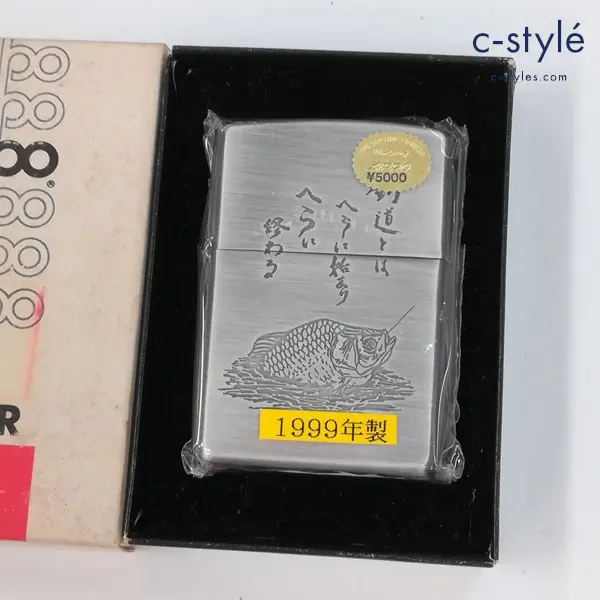 c-stylé
c-styles.com
¥5000
道とは
へらに始まり
へらに
終わる
1999年製
R